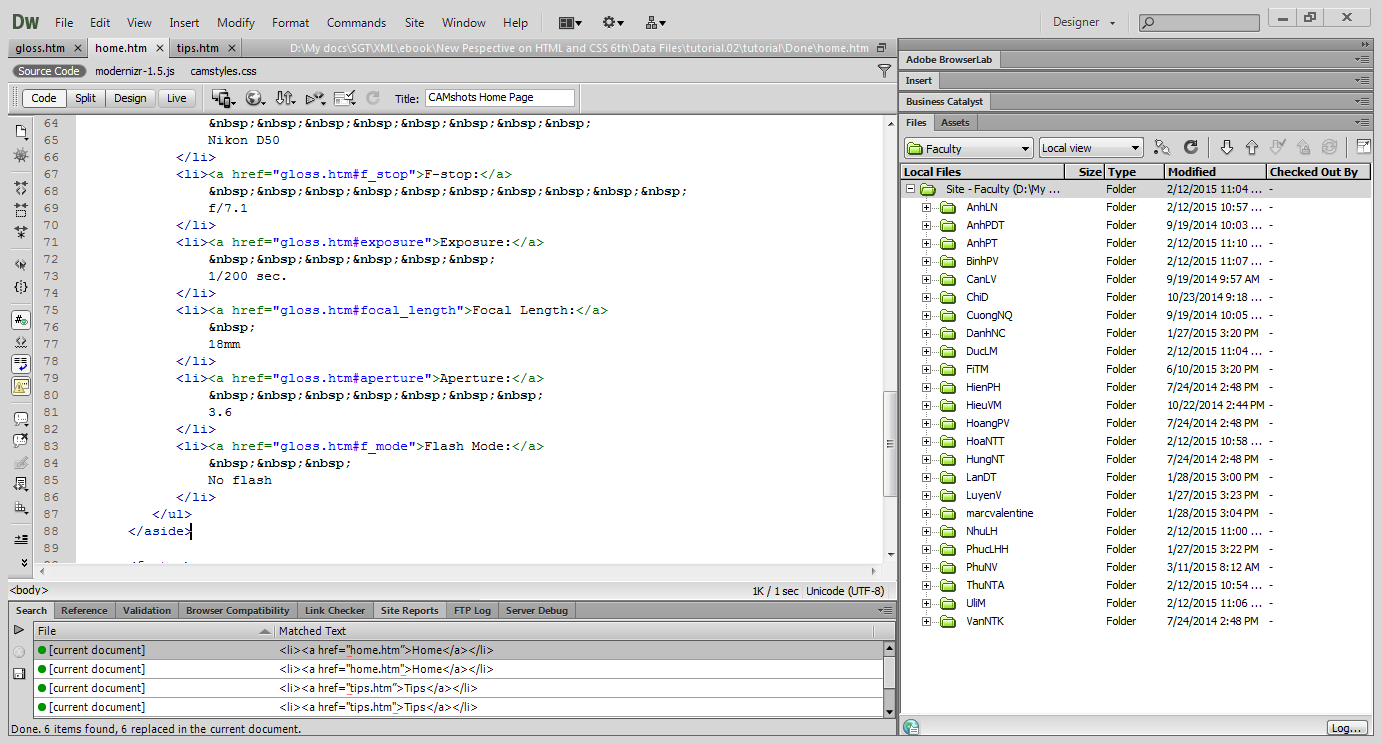 Dw File Edit View Insert Modify Format Commands Site Window Help Designer
gloss.htm home.htm tips.htm D:\My docs\SGT\XML\ebook\New Pespective on HTML and CSS 6th\Data Files\tutorial.02\tutorial\Done\home.htm
Source Code modernizr-1.5.js camstyles.css
Code Split Design Live Title: CAMshots Home Page
64 &nbsp;&nbsp;&nbsp;&nbsp;&nbsp;&nbsp;&nbsp;&nbsp;
65 Nikon D50
66 </li>
67 <li><a href="gloss.htm#f_stop">F-stop:</a>
68 &nbsp;&nbsp;&nbsp;&nbsp;&nbsp;&nbsp;&nbsp;&nbsp;&nbsp;&nbsp;
69 f/7.1
70 </li>
71 <li><a href="gloss.htm#exposure">Exposure:</a>
72 &nbsp;&nbsp;&nbsp;&nbsp;&nbsp;&nbsp;
73 1/200 sec.
74 </li>
75 <li><a href="gloss.htm#focal_length">Focal Length:</a>
76 &nbsp;
77 18mm
78 </li>
79 <li><a href="gloss.htm#aperture">Aperture:</a>
80 &nbsp;&nbsp;&nbsp;&nbsp;&nbsp;&nbsp;&nbsp;
81 3.6
82 </li>
83 <li><a href="gloss.htm#f_mode">Flash Mode:</a>
84 &nbsp;&nbsp;&nbsp;
85 No flash
86 </li>
87 </ul>
88 </aside>
89
<body> 1K / 1 sec Unicode (UTF-8)
Search Reference Validation Browser Compatibility Link Checker Site Reports FTP Log Server Debug
File Matched Text
[current document] <li><a href="home.htm">Home</a></li>
[current document] <li><a href="home.htm">Home</a></li>
[current document] <li><a href="tips.htm">Tips</a></li>
[current document] <li><a href="tips.htm">Tips</a></li>
Done. 6 items found, 6 replaced in the current document.
Adobe BrowserLab
Insert
Business Catalyst
Files Assets
Faculty Local view
Local Files Size Type Modified Checked Out By
Site - Faculty (D:\My ... Folder 2/12/2015 11:04 ... -
AnhLN Folder 2/12/2015 10:57 ... -
AnhPDT Folder 9/19/2014 10:03 ... -
AnhPT Folder 2/12/2015 11:10 ... -
BinhPV Folder 2/12/2015 11:07 ... -
CanLV Folder 9/19/2014 9:57 AM -
ChiD Folder 10/23/2014 9:18 ... -
CuongNQ Folder 9/19/2014 10:05 ... -
DanhNC Folder 1/27/2015 3:20 PM -
DucLM Folder 2/12/2015 11:04 ... -
FiTM Folder 6/10/2015 3:20 PM -
HienPH Folder 7/24/2014 2:48 PM -
HieuVM Folder 10/22/2014 2:44 PM -
HoangPV Folder 7/24/2014 2:48 PM -
HoaNTT Folder 2/12/2015 10:58 ... -
HungNT Folder 7/24/2014 2:48 PM -
LanDT Folder 1/28/2015 3:00 PM -
LuyenV Folder 1/27/2015 3:23 PM -
marcvalentine Folder 1/28/2015 3:04 PM -
NhuLH Folder 2/12/2015 11:00 ... -
PhucLHH Folder 1/27/2015 3:22 PM -
PhuNV Folder 3/11/2015 8:12 AM -
ThuNTA Folder 2/12/2015 10:54 ... -
UliM Folder 2/12/2015 11:06 ... -
VanNTK Folder 7/24/2014 2:48 PM -
Log...